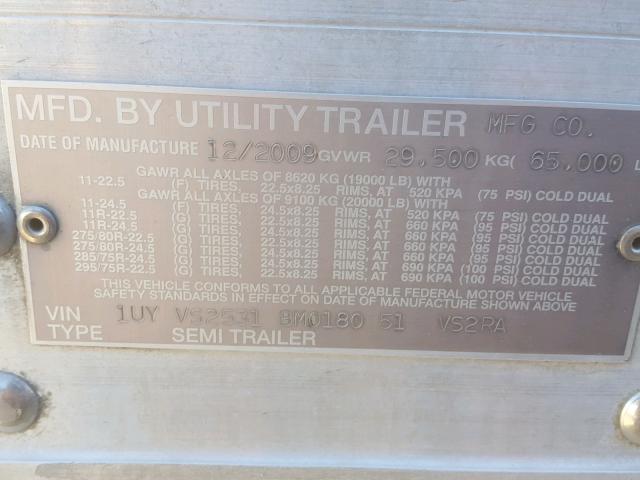 MFD. BY UTILITY TRAILER MFG CO.
DATE OF MANUFACTURE 12/2009 GVWR 29,500 KG( 65,000 L
GAWR ALL AXLES OF 8620 KG (19000 LB) WITH
11-22.5 (F) TIRES, 22.5x8.25 RIMS, AT 520 KPA (75 PSI) COLD DUAL
GAWR ALL AXLES OF 9100 KG (20000 LB) WITH
11-24.5 (F) TIRES, 24.5x8.25 RIMS, AT 520 KPA (75 PSI) COLD DUAL
11R-22.5 (G) TIRES, 22.5x8.25 RIMS, AT 660 KPA (95 PSI) COLD DUAL
11R-24.5 (G) TIRES, 24.5x8.25 RIMS, AT 660 KPA (95 PSI) COLD DUAL
275/80R-22.5 (G) TIRES, 22.5x8.25 RIMS, AT 660 KPA (95 PSI) COLD DUAL
275/80R-24.5 (G) TIRES, 24.5x8.25 RIMS, AT 660 KPA (95 PSI) COLD DUAL
285/75R-24.5 (G) TIRES, 24.5x8.25 RIMS, AT 690 KPA (100 PSI) COLD DUAL
295/75R-22.5 (G) TIRES, 22.5x8.25 RIMS, AT 690 KPA (100 PSI) COLD DUAL
THIS VEHICLE CONFORMS TO ALL APPLICABLE FEDERAL MOTOR VEHICLE
SAFETY STANDARDS IN EFFECT ON DATE OF MANUFACTURE SHOWN ABOVE
VIN 1UY VS2531 BM0180 51 VS2RA
TYPE SEMI TRAILER